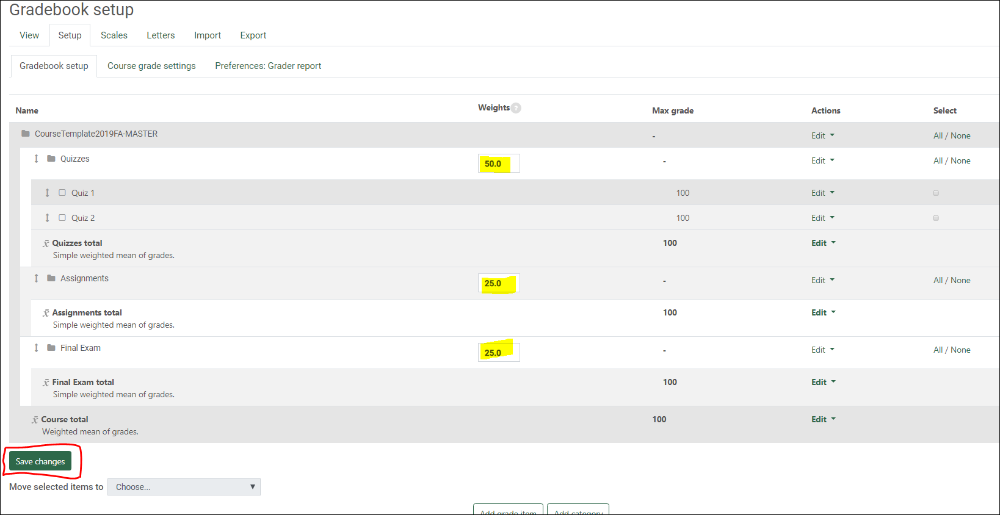 Gradebook setup
View Setup Scales Letters Import Export
Gradebook setup Course grade settings Preferences: Grader report
Name Weights ? Max grade Actions Select
CourseTemplate2019FA-MASTER - Edit All / None
Quizzes 50.0 - Edit All / None
Quiz 1 100 Edit
Quiz 2 100 Edit
x̄ Quizzes total 100 Edit
Simple weighted mean of grades.
Assignments 25.0 - Edit All / None
x̄ Assignments total 100 Edit
Simple weighted mean of grades.
Final Exam 25.0 - Edit All / None
x̄ Final Exam total 100 Edit
Simple weighted mean of grades.
x̄ Course total 100 Edit
Weighted mean of grades.
Save changes
Move selected items to Choose...
Add grade item Add category